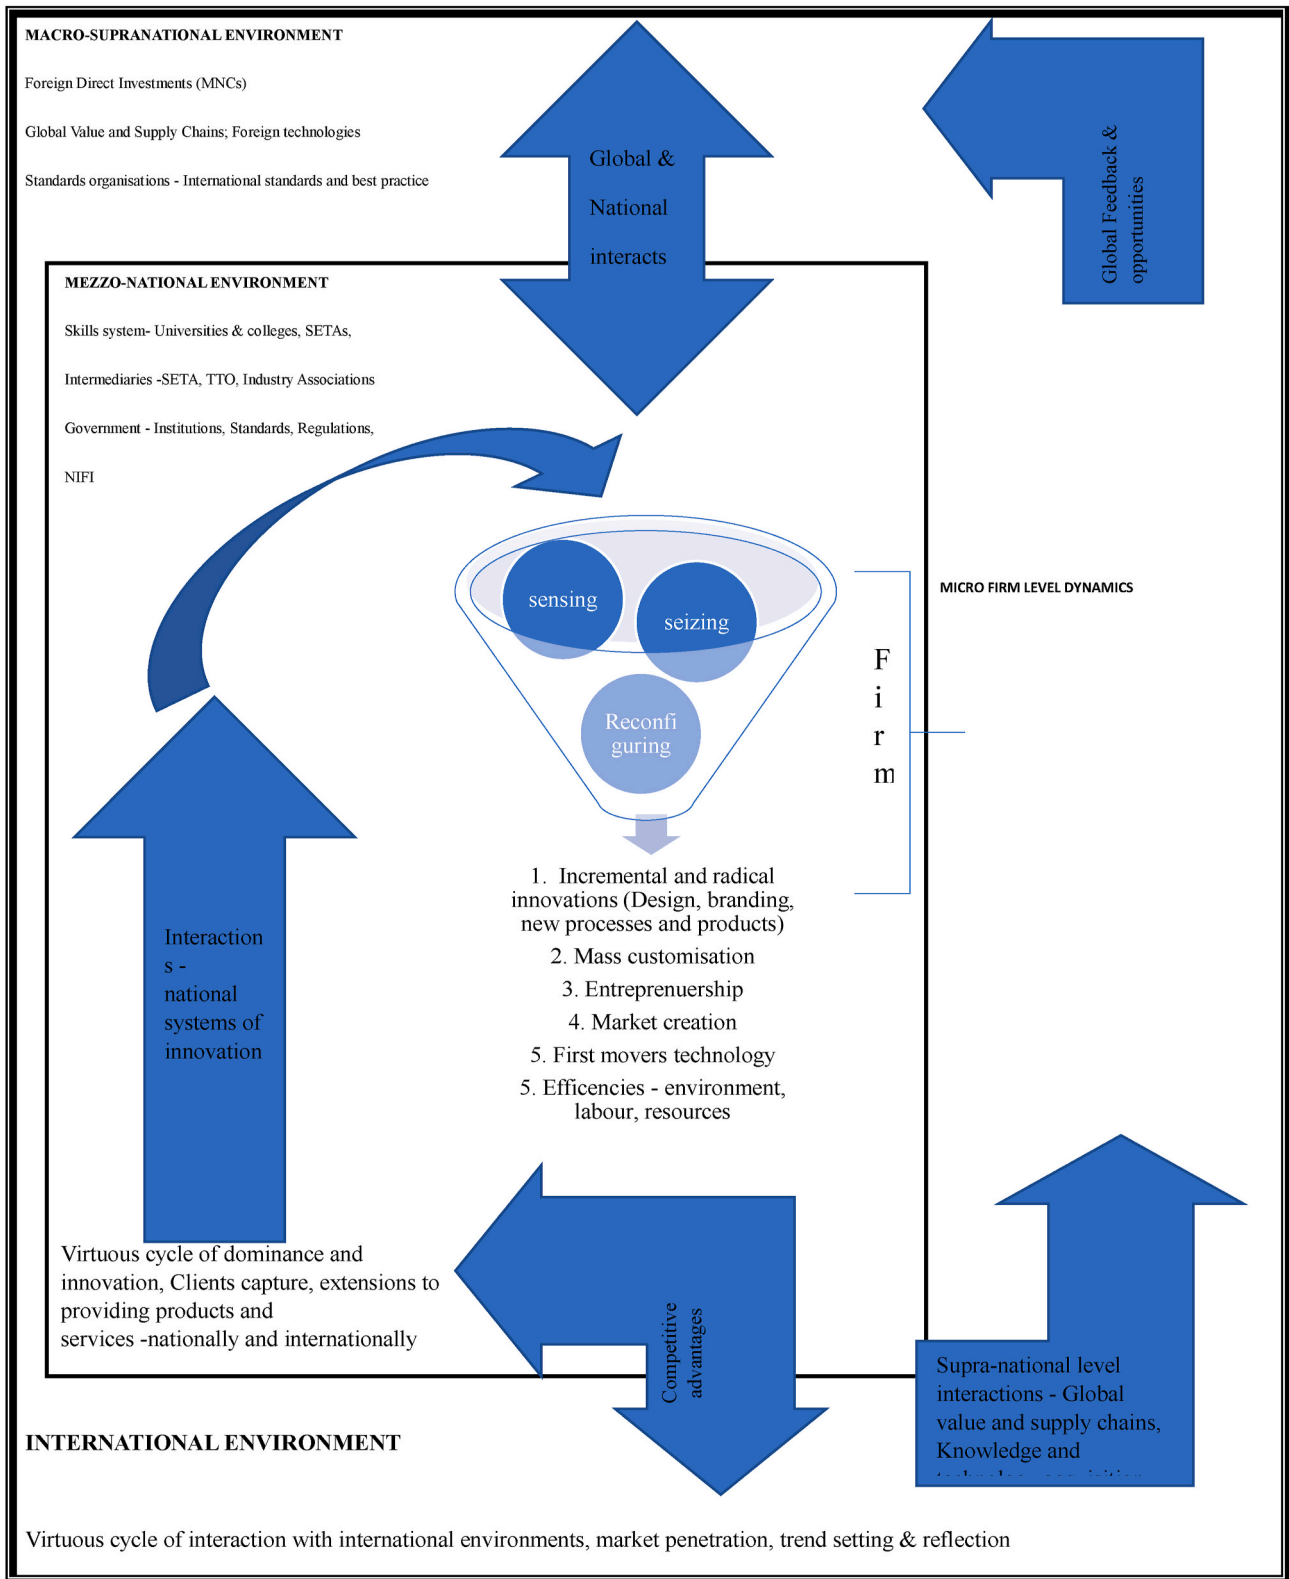 MACRO-SUPRANATIONAL ENVIRONMENT
Foreign Direct Investments (MNCs)
Global Value and Supply Chains; Foreign technologies
Standards organisations - International standards and best practice
Global &
National
interacts
Global Feedback &
opportunities
MEZZO-NATIONAL ENVIRONMENT
Skills system- Universities & colleges, SETAs,
Intermediaries -SETA, TTO, Industry Associations
Government - Institutions, Standards, Regulations,
NIFI
sensing
seizing
Reconfi
guring
F
i
r
m
MICRO FIRM LEVEL DYNAMICS
1. Incremental and radical
innovations (Design, branding,
new processes and products)
2. Mass customisation
3. Entreprenuership
4. Market creation
5. First movers technology
5. Efficencies - environment,
labour, resources
Interaction
s -
national
systems of
innovation
Virtuous cycle of dominance and
innovation, Clients capture, extensions to
providing products and
services -nationally and internationally
Competitive
advantages
Supra-national level
interactions - Global
value and supply chains,
Knowledge and
INTERNATIONAL ENVIRONMENT
Virtuous cycle of interaction with international environments, market penetration, trend setting & reflection